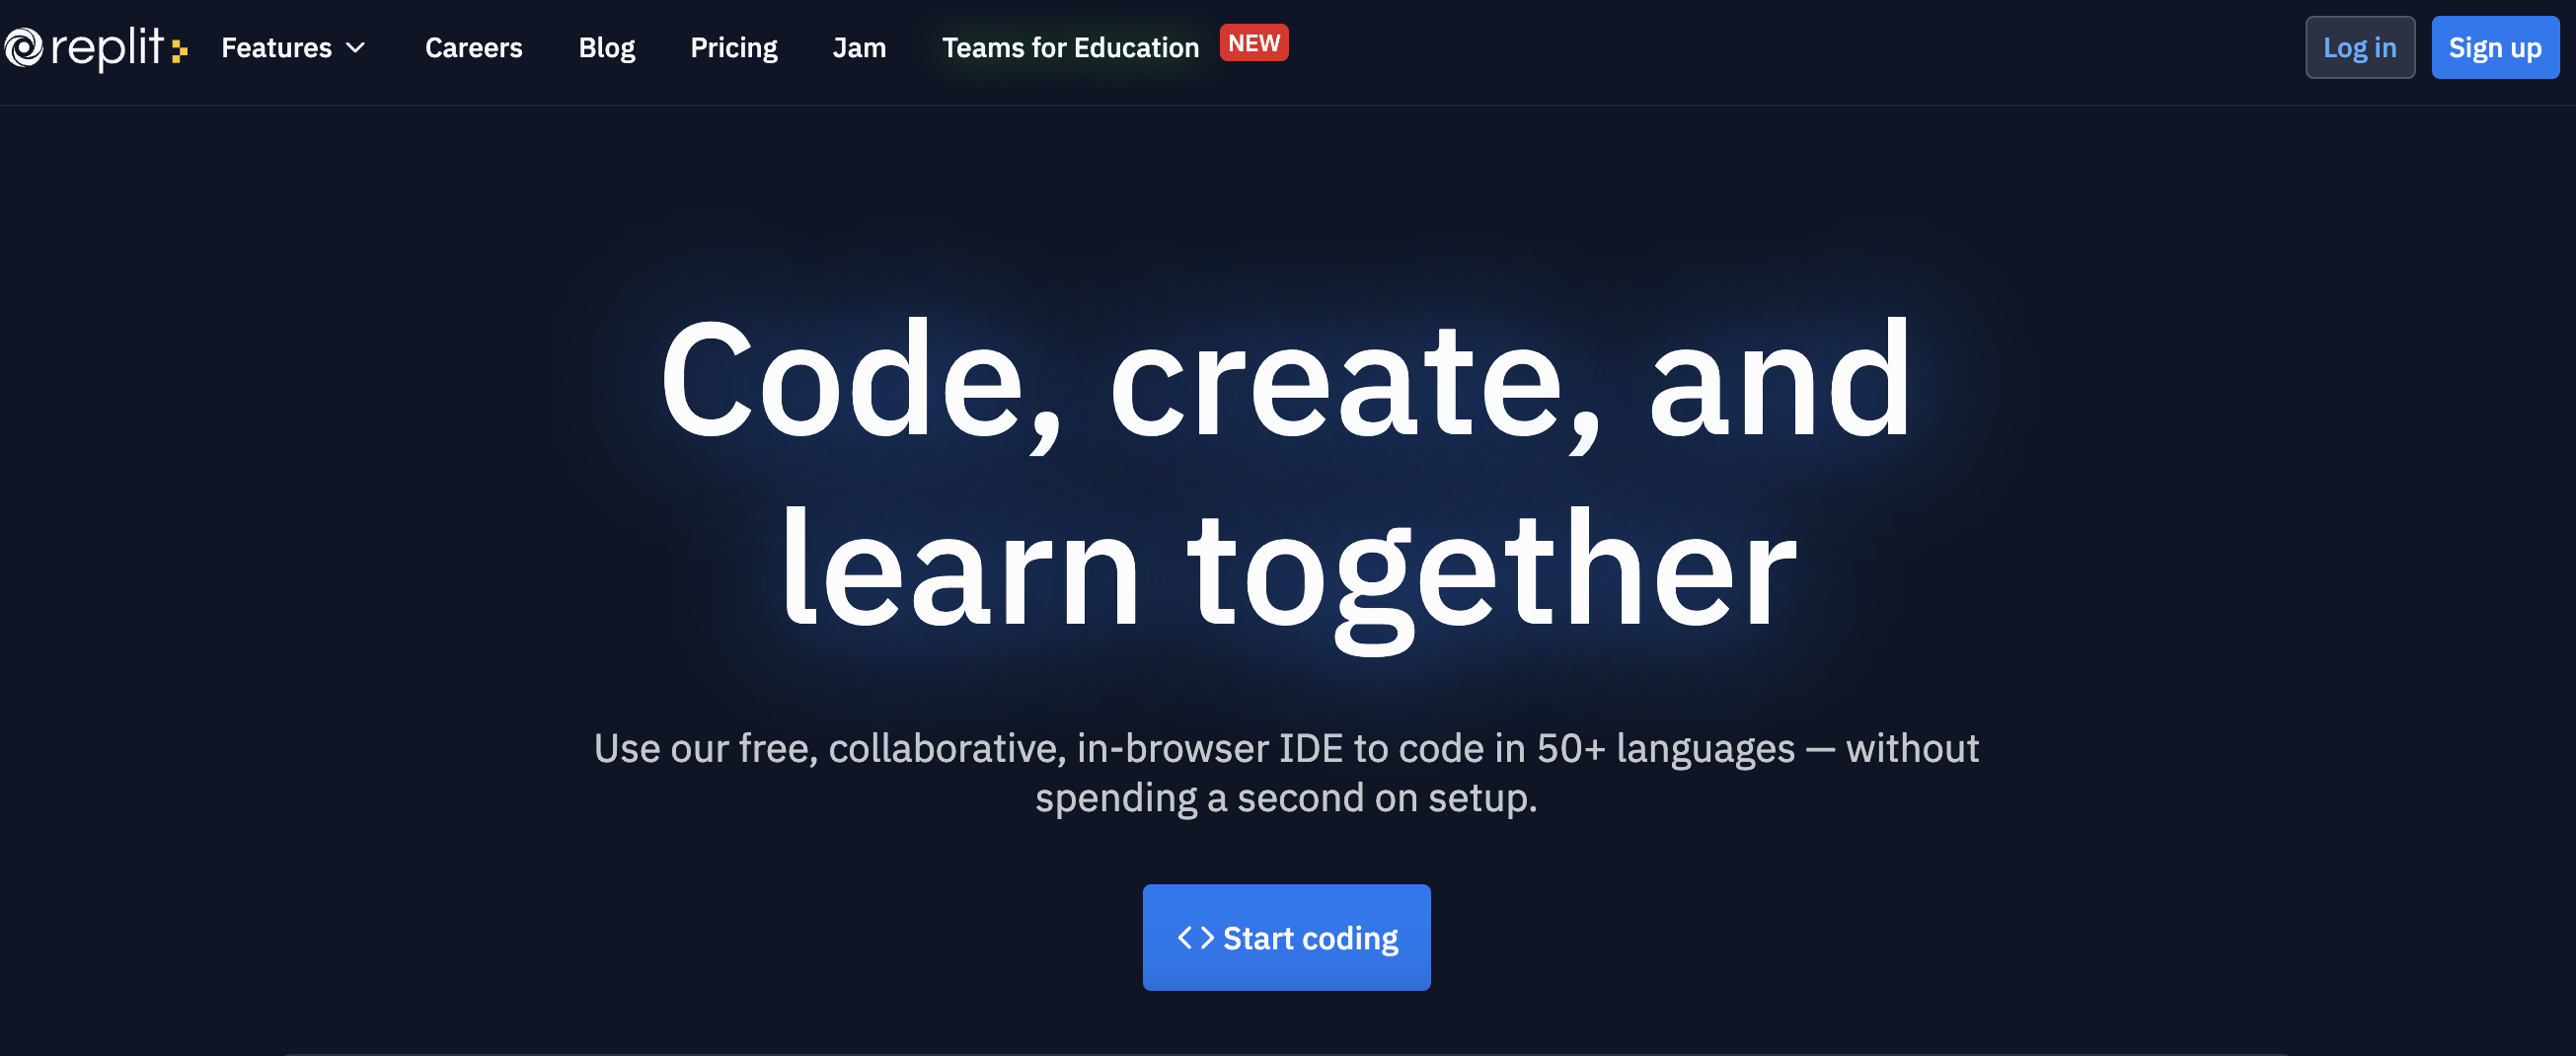 replit Features Careers Blog Pricing Jam Teams for Education NEW Log in Sign up
Code, create, and
learn together
Use our free, collaborative, in-browser IDE to code in 50+ languages — without
spending a second on setup.
<> Start coding